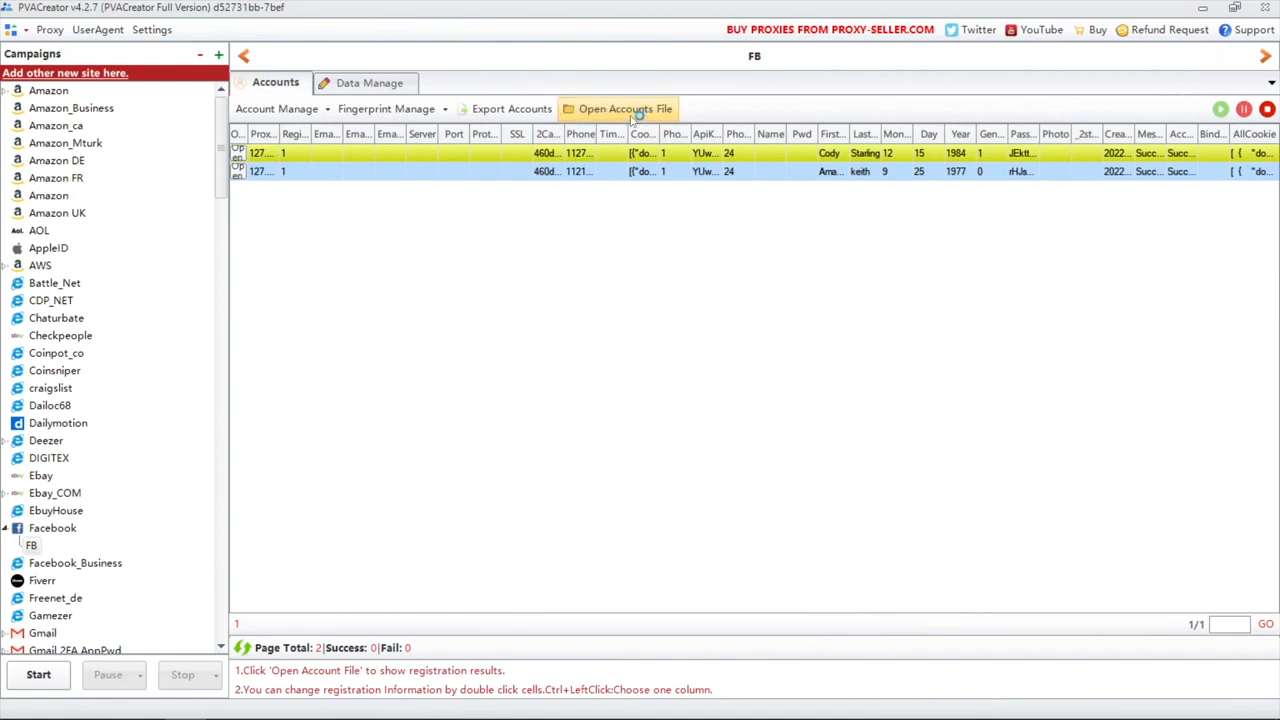 PVACreator v4.2.7 (PVACreator Full Version) d52731bb-7bef
Proxy UserAgent Settings BUY PROXIES FROM PROXY-SELLER.COM Twitter YouTube Buy Refund Request Support
Campaigns - +
FB
Add other new site here.
Accounts Data Manage
Account Manage Fingerprint Manage Export Accounts Open Accounts File
O... Prox... Regi... Ema... Ema... Ema... Server Port Prot... SSL 2Ca... Phone Tim... Coo... Pho... ApiK... Pho... Name Pwd First... Last... Mon... Day Year Gen... Pass... Photo _2st... Crea... Mes... Acc... Bind... AllCookie
Open 127.... 1 460d... 1127... [{"do... 1 YUw... 24 Cody Starling 12 15 1984 1 JEktt... 2022... Succ... Succ... [ { "do...
Open 127.... 1 460d... 1121... [{"do... 1 YUw... 24 Ama... keith 9 25 1977 0 rHJs... 2022... Succ... Succ... [ { "do...
Amazon
Amazon_Business
Amazon_ca
Amazon_Mturk
Amazon DE
Amazon FR
Amazon
Amazon UK
Aol. AOL
AppleID
AWS
Battle_Net
CDP_NET
Chaturbate
Checkpeople
Coinpot_co
Coinsniper
craigslist
Dailoc68
Dailymotion
Deezer
DIGITEX
Ebay
Ebay_COM
EbuyHouse
Facebook
FB
Facebook_Business
Fiverr
Freenet_de
Gamezer
Gmail
Gmail 2FA AppPwd
1 1/1 GO
Page Total: 2|Success: 0|Fail: 0
Start Pause Stop
1.Click 'Open Account File' to show registration results.
2.You can change registration Information by double click cells.Ctrl+LeftClick:Choose one column.